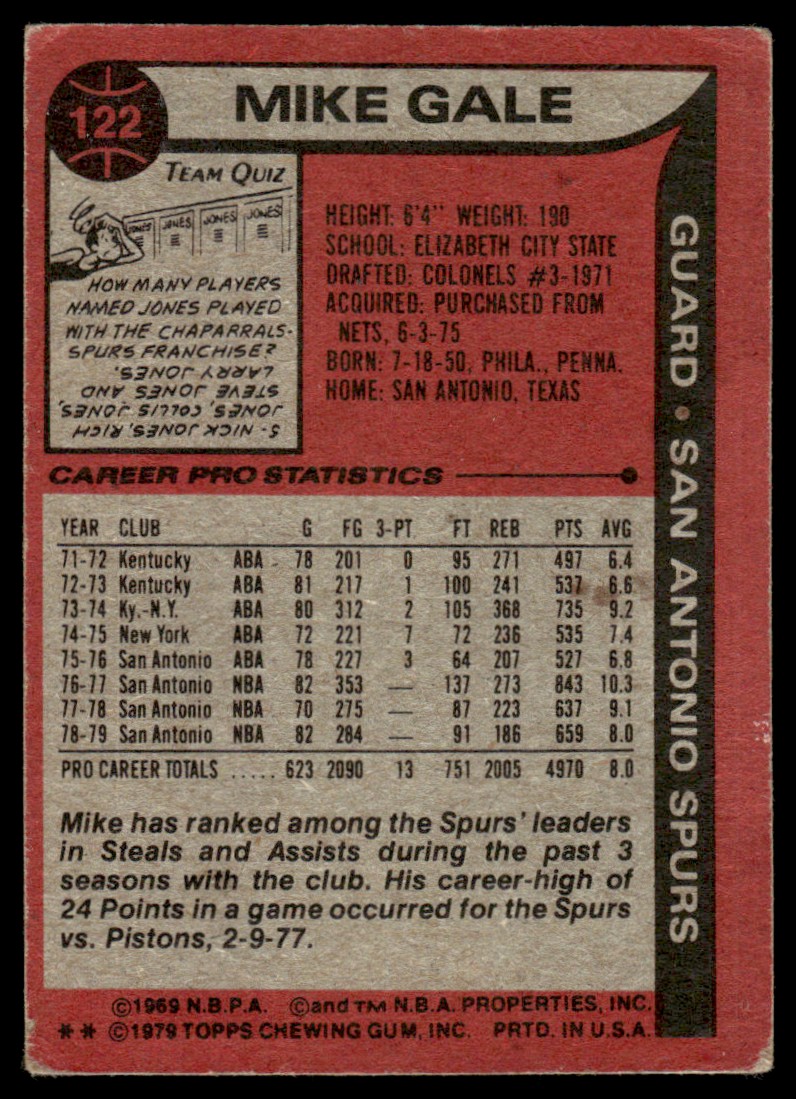 122
MIKE GALE
TEAM QUIZ
JONES JONES JONES
HOW MANY PLAYERS
NAMED JONES PLAYED
WITH THE CHAPARRALS-
SPURS FRANCHISE?
5- NICK JONES, RICH
JONES, COLLIS JONES,
STEVE JONES AND
LARRY JONES.
HEIGHT: 6'4" WEIGHT: 190
SCHOOL: ELIZABETH CITY STATE
DRAFTED: COLONELS #3-1971
ACQUIRED: PURCHASED FROM
NETS, 6-3-75
BORN: 7-18-50, PHILA., PENNA.
HOME: SAN ANTONIO, TEXAS
GUARD • SAN ANTONIO SPURS
CAREER PRO STATISTICS
YEAR CLUB G FG 3-PT FT REB PTS AVG
71-72 Kentucky ABA 78 201 0 95 271 497 6.4
72-73 Kentucky ABA 81 217 1 100 241 537 6.6
73-74 Ky.-N.Y. ABA 80 312 2 105 368 735 9.2
74-75 New York ABA 72 221 7 72 236 535 7.4
75-76 San Antonio ABA 78 227 3 64 207 527 6.8
76-77 San Antonio NBA 82 353 — 137 273 843 10.3
77-78 San Antonio NBA 70 275 — 87 223 637 9.1
78-79 San Antonio NBA 82 284 — 91 186 659 8.0
PRO CAREER TOTALS ..... 623 2090 13 751 2005 4970 8.0
Mike has ranked among the Spurs' leaders
in Steals and Assists during the past 3
seasons with the club. His career-high of
24 Points in a game occurred for the Spurs
vs. Pistons, 2-9-77.
©1969 N.B.P.A. ©and TM N.B.A. PROPERTIES, INC.
** ©1979 TOPPS CHEWING GUM, INC. PRTD. IN U.S.A.